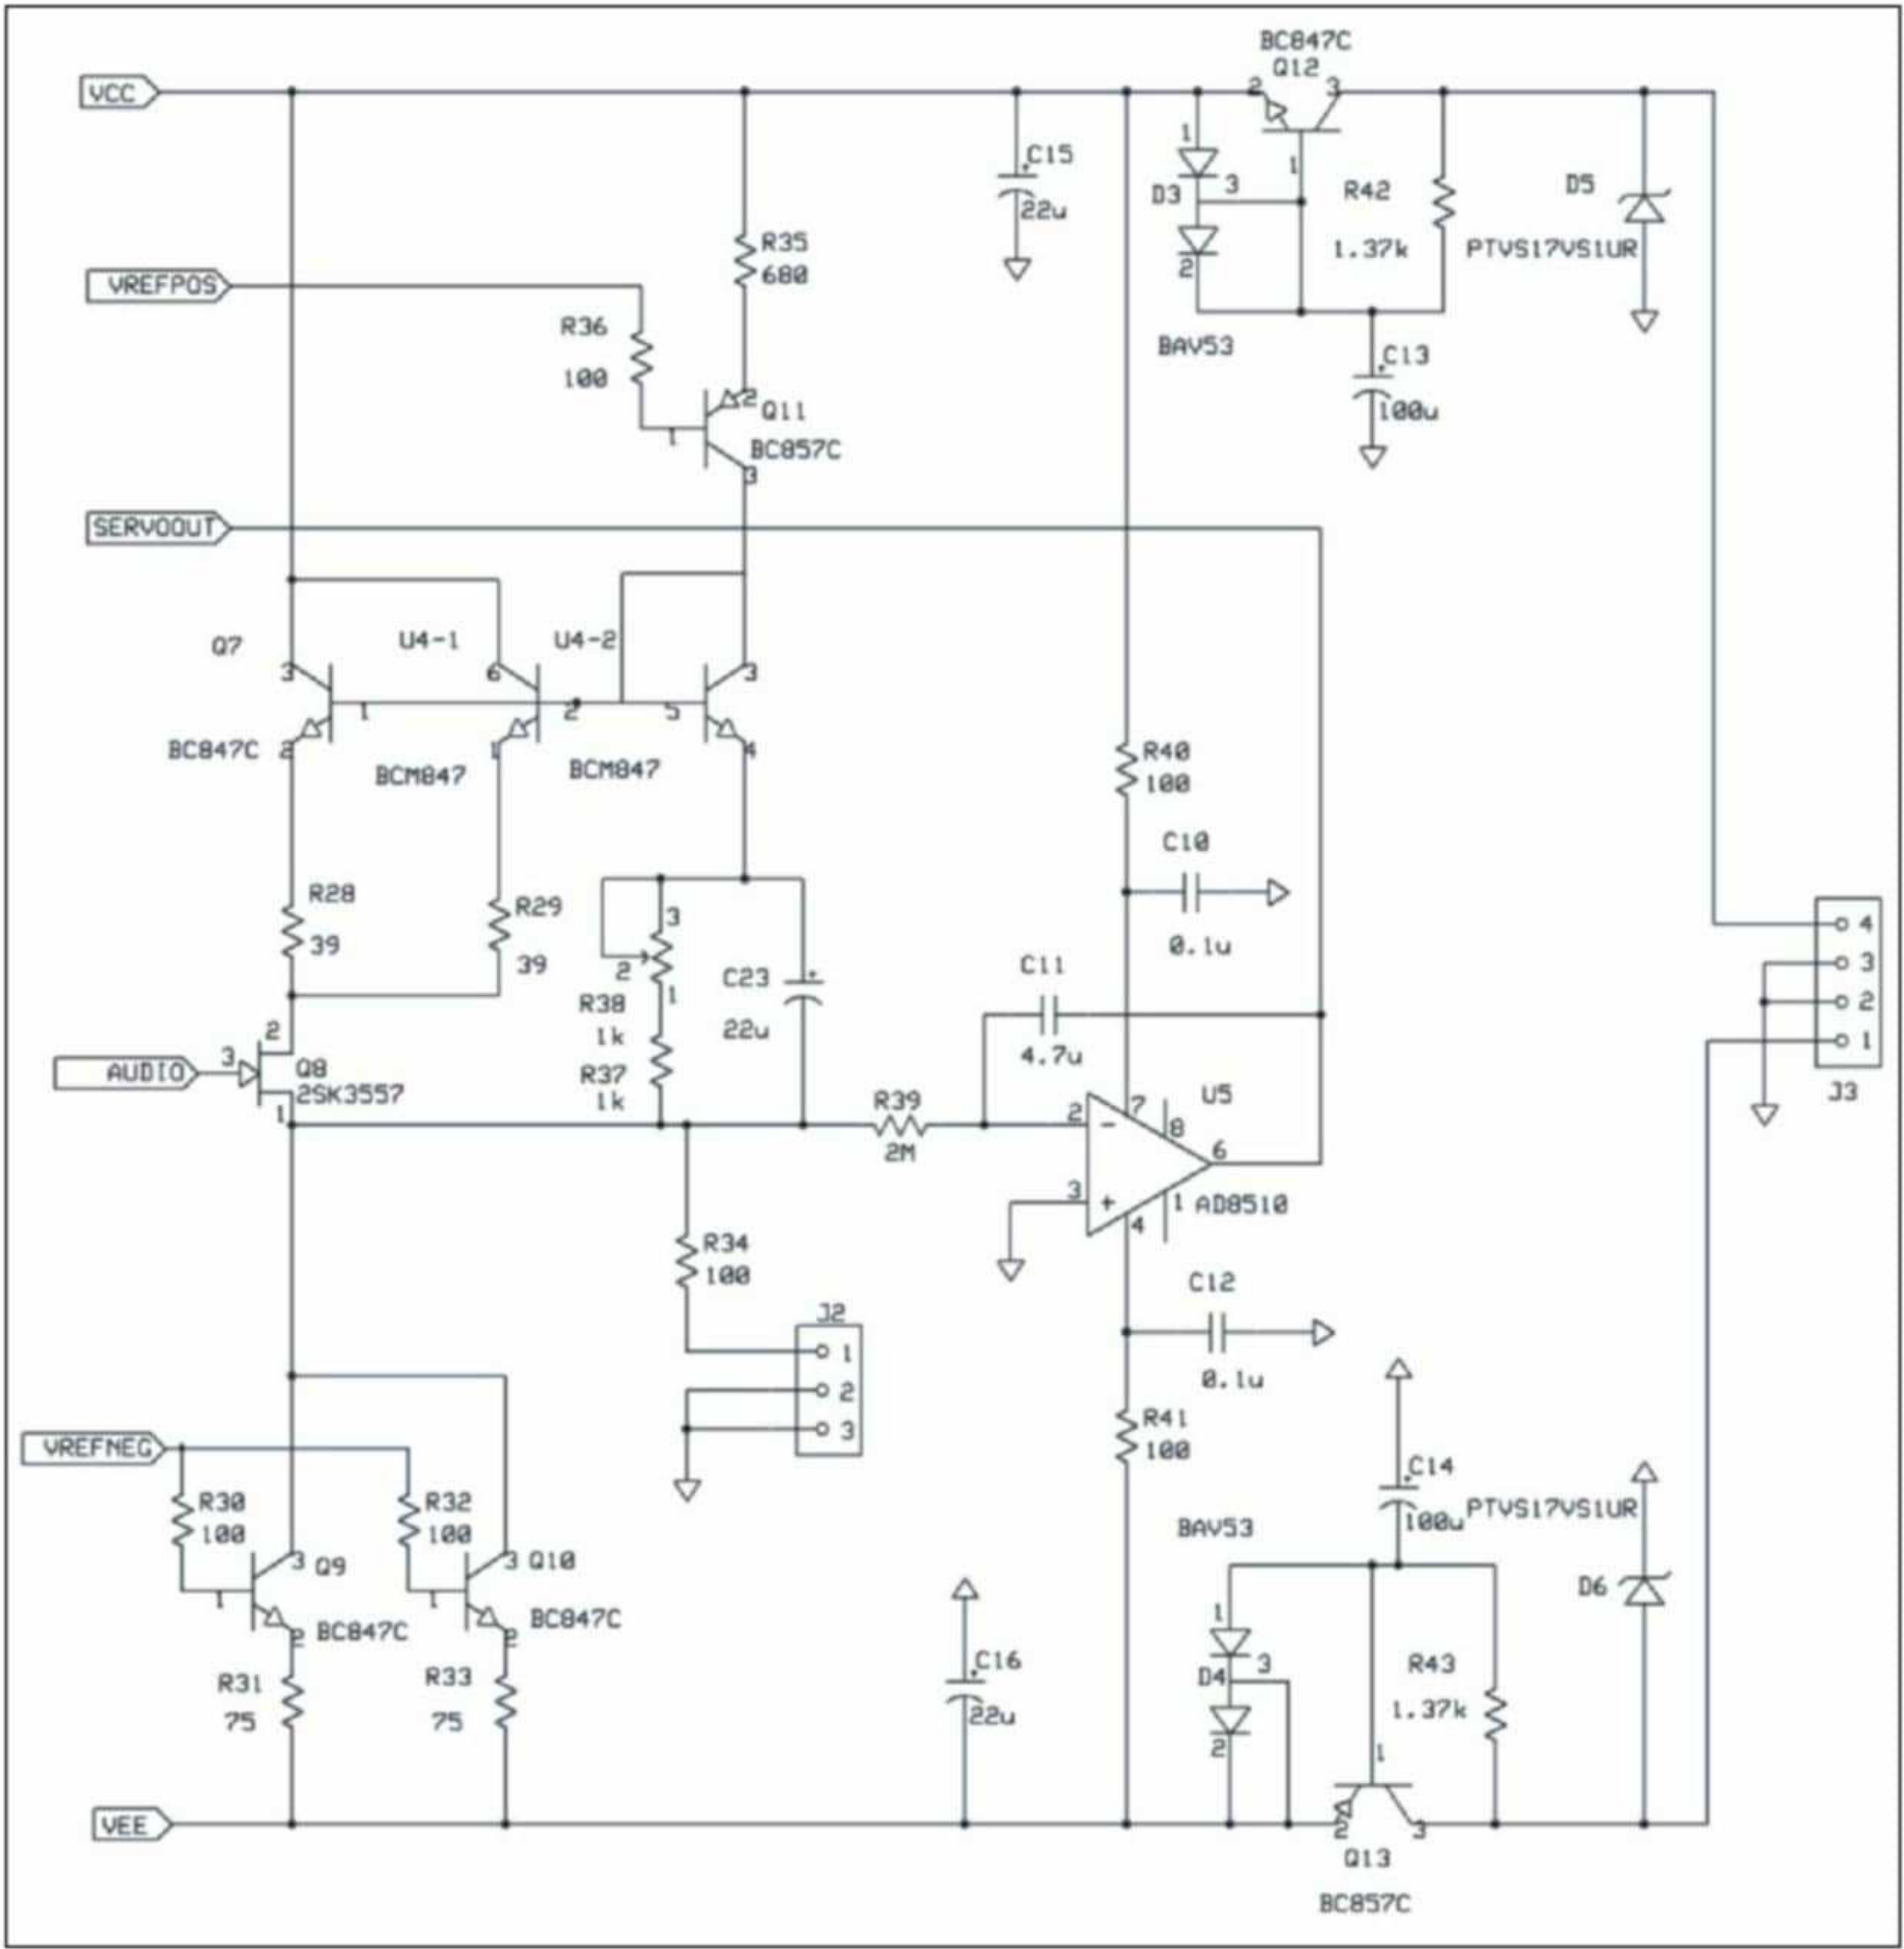 BC847C
Q12
VCC
2
3
1
C15
22u
1
D3
3
2
BAV53
R42
1.37k
D5
PTVS17VS1UR
C13
100u
R35
680
VREFPOS
R36
100
2
Q11
1
BC857C
3
SERVOOUT
Q7
U4-1
U4-2
3
6
3
1
2
5
BC847C
2
1
4
BCM847
BCM847
R40
100
C10
0.1u
R28
39
R29
39
3
2
1
R38
1k
R37
1k
C23
22u
C11
4.7u
4
3
2
1
J3
2
3
AUDIO
Q8
2SK3557
1
R39
2M
2
7
U5
8
-
6
3
+
1
AD8510
4
R34
100
C12
0.1u
J2
1
2
3
R41
100
C14
100u
PTVS17VS1UR
VREFNEG
R30
100
R32
100
BAV53
3
Q9
3
Q10
1
1
2
BC847C
2
BC847C
D6
R31
75
R33
75
C16
22u
1
D4
3
2
R43
1.37k
1
VEE
2
3
Q13
BC857C